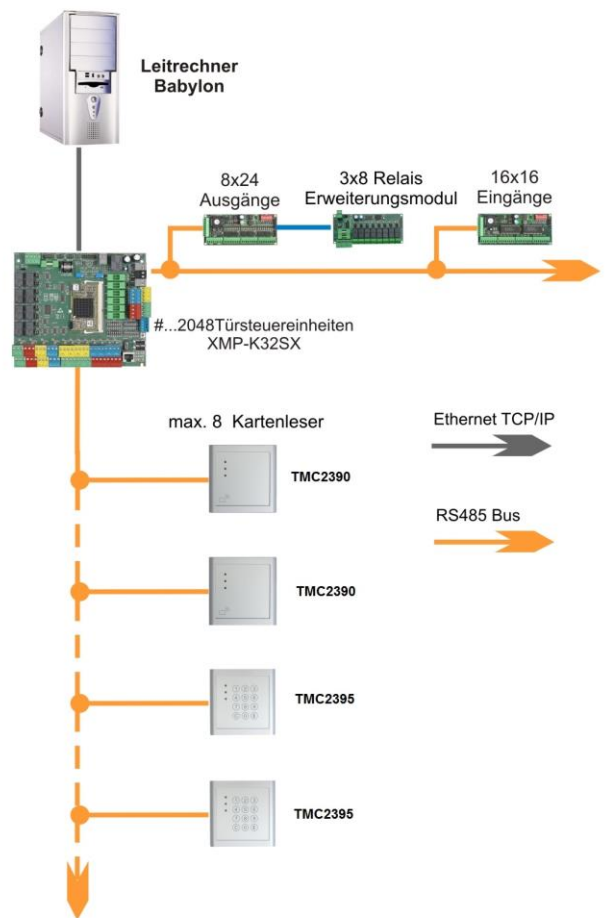 Leitrechner
Babylon
8x24
Ausgänge
3x8 Relais
Erweiterungsmodul
16x16
Eingänge
#...2048Türsteuereinheiten
XMP-K32SX
max. 8 Kartenleser
Ethernet TCP/IP
TMC2390
RS485 Bus
TMC2390
TMC2395
TMC2395